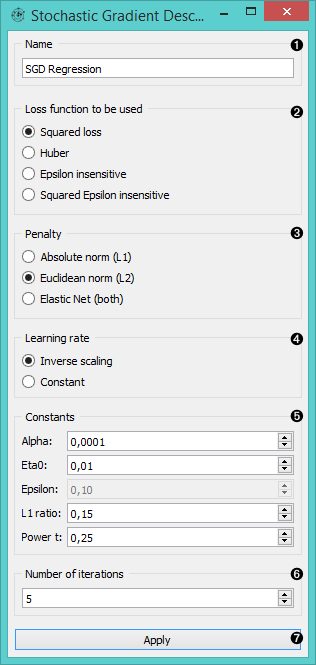 Stochastic Gradient Desc...
Name ❶
SGD Regression
Loss function to be used ❷
Squared loss
Huber
Epsilon insensitive
Squared Epsilon insensitive
Penalty ❸
Absolute norm (L1)
Euclidean norm (L2)
Elastic Net (both)
Learning rate ❹
Inverse scaling
Constant
Constants ❺
Alpha: 0,0001
Eta0: 0,01
Epsilon: 0,10
L1 ratio: 0,15
Power t: 0,25
Number of iterations ❻
5
Apply ❼